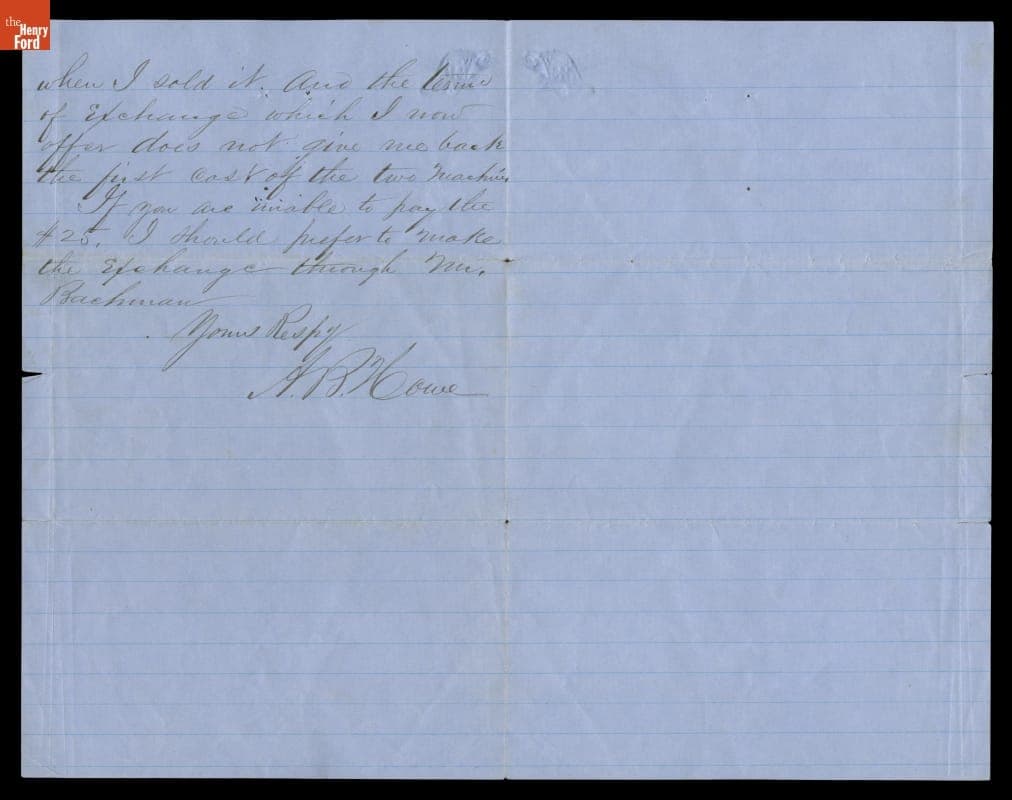 the
Henry
Ford
when I sold it. And the terms
of Exchange which I now
offer does not give me back
the first cost off the two Machines
If you are unable to pay the
$25. I should prefer to make
the Exchange through Mr.
Bachman
Yours Respy
A. B. Howe